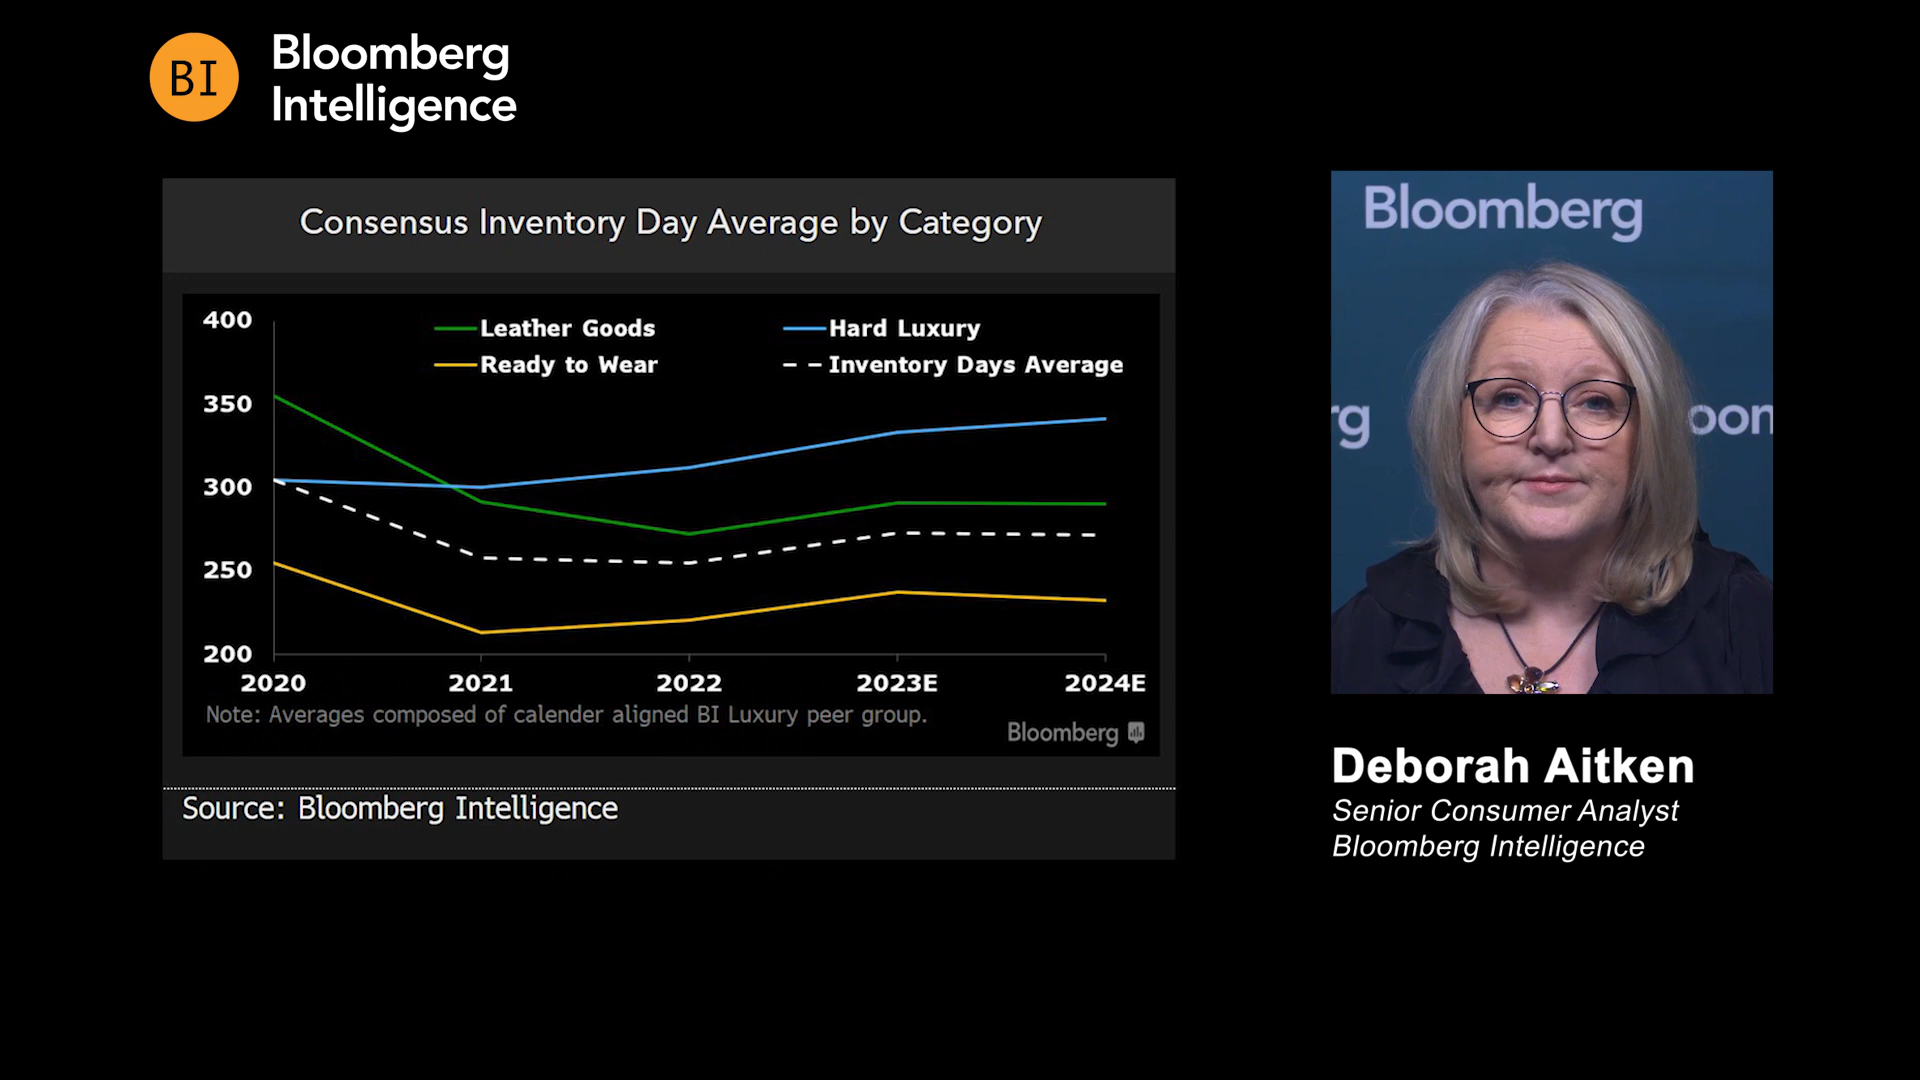 BI
Bloomberg
Intelligence
Consensus Inventory Day Average by Category
400
350
300
250
200
Leather Goods
Hard Luxury
Ready to Wear
Inventory Days Average
2020 2021 2022 2023E 2024E
Note: Averages composed of calender aligned BI Luxury peer group.
Bloomberg
Source: Bloomberg Intelligence
Bloomberg
rg
oon
Deborah Aitken
Senior Consumer Analyst
Bloomberg Intelligence